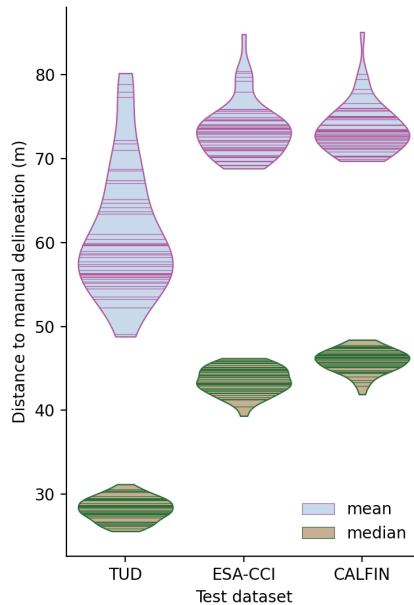 Distance to manual delineation (m)
80
70
60
50
40
30
mean
median
TUD ESA-CCI CALFIN
Test dataset